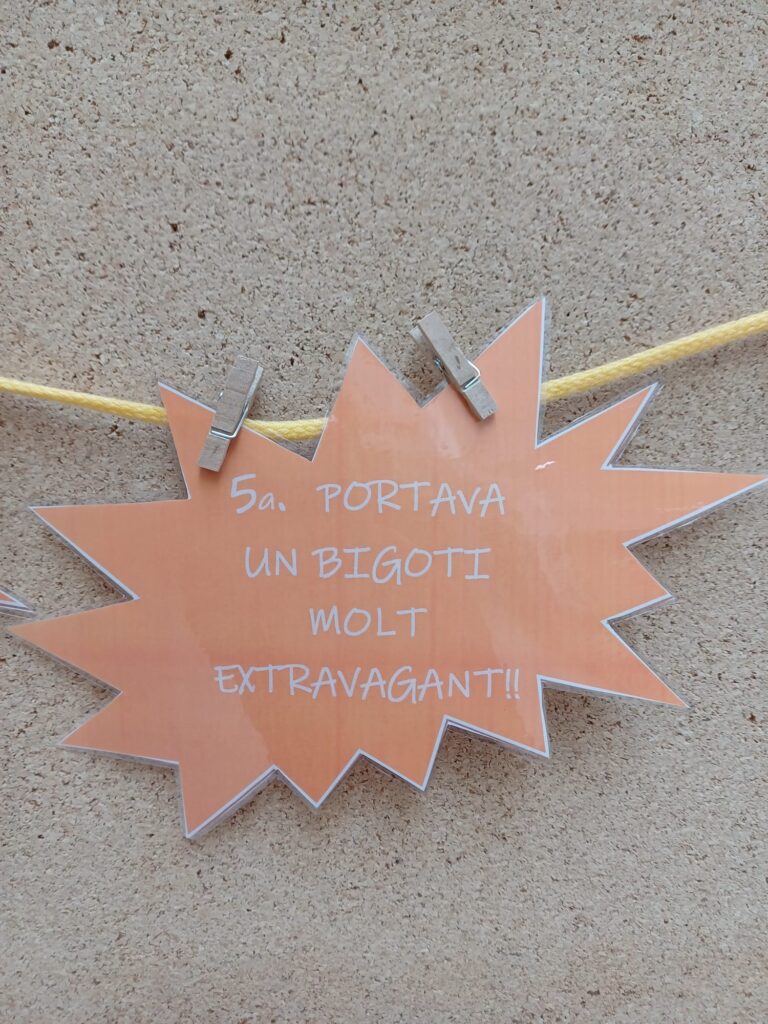 5a. PORTAVA
UN BIGOTI
MOLT
EXTRAVAGANT!!